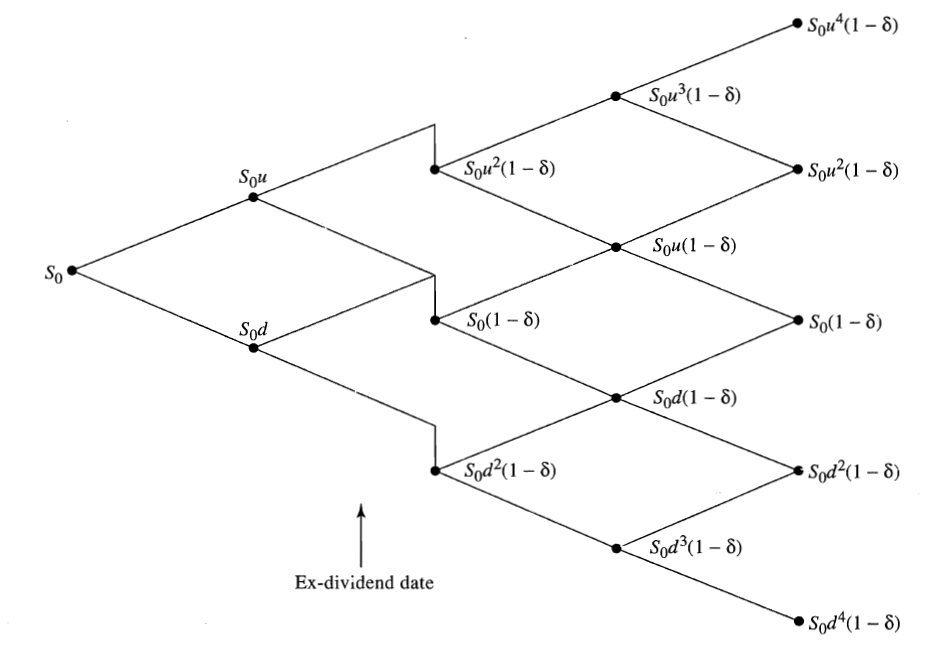 S₀u⁴(1 – δ)
S₀u³(1 – δ)
S₀u
S₀u²(1 – δ)
S₀u²(1 – δ)
S₀u(1 – δ)
S₀
S₀d
S₀(1 – δ)
S₀(1 – δ)
S₀d(1 – δ)
S₀d²(1 – δ)
S₀d²(1 – δ)
S₀d³(1 – δ)
Ex-dividend date
S₀d⁴(1 – δ)